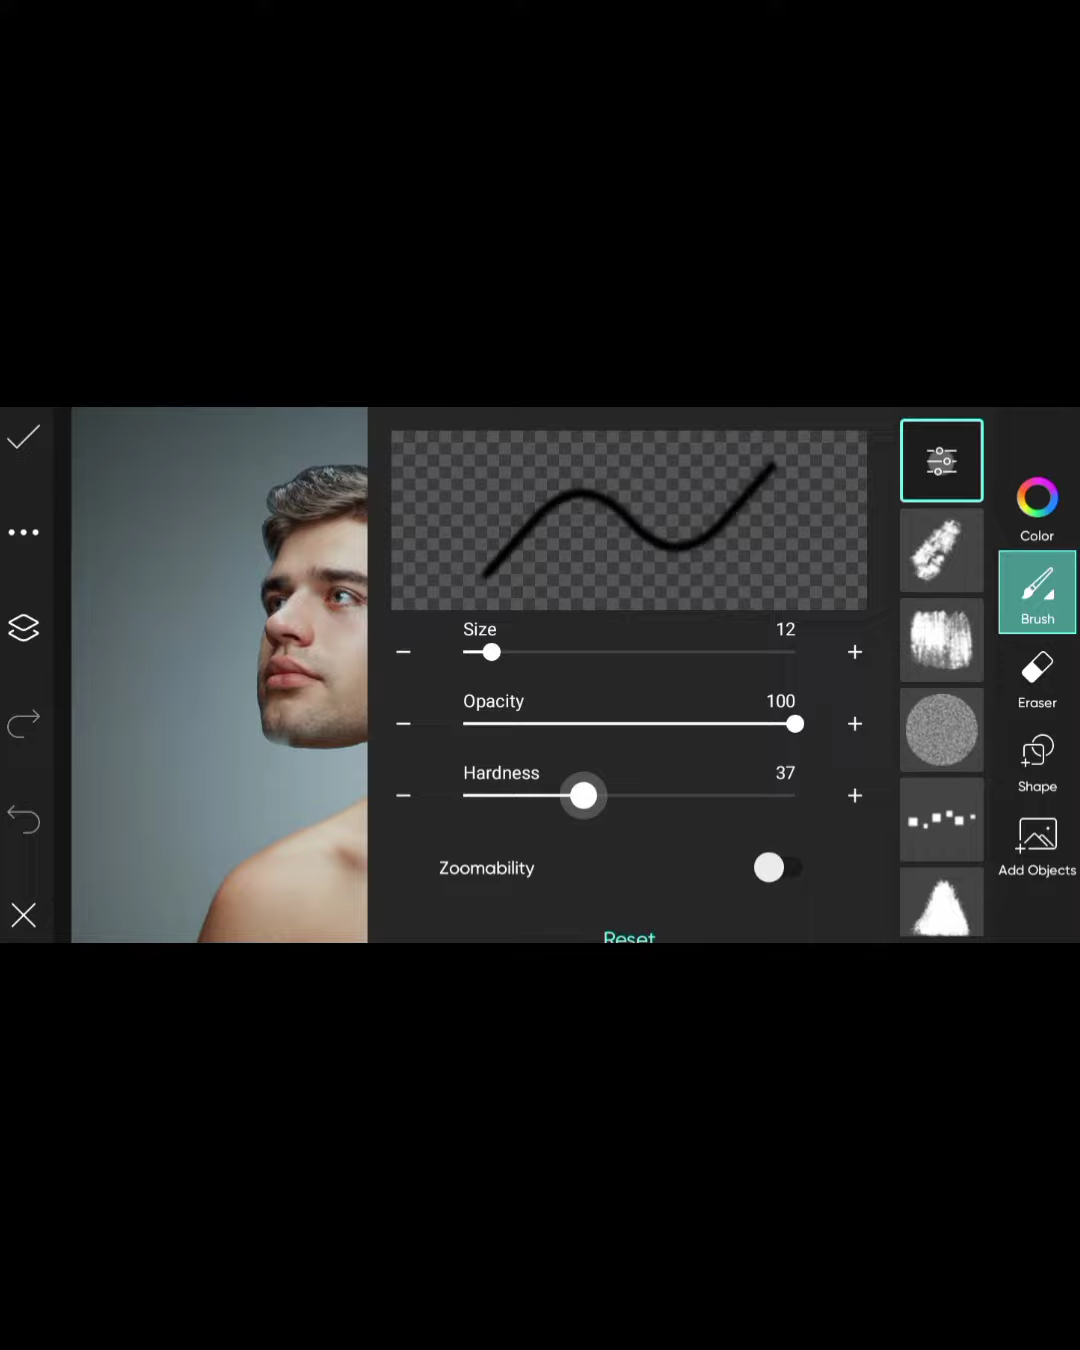 Size 12
Opacity 100
Hardness 37
Zoomability
Reset
Color
Brush
Eraser
Shape
Add Objects